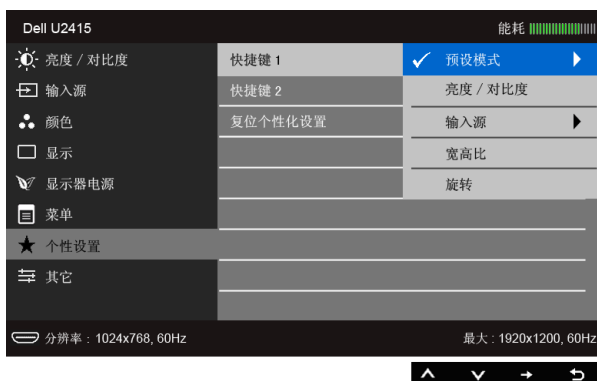 Dell U2415 能耗
亮度 / 对比度 快捷键 1 预设模式
输入源 快捷键 2 亮度 / 对比度
颜色 复位个性化设置 输入源
显示 宽高比
显示器电源 旋转
菜单
个性设置
其它
分辨率 : 1024x768, 60Hz 最大 : 1920x1200, 60Hz